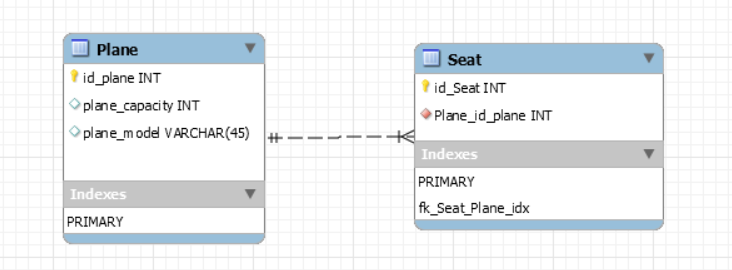 Plane
id_plane INT
plane_capacity INT
plane_model VARCHAR(45)
Indexes
PRIMARY
Seat
id_Seat INT
Plane_id_plane INT
Indexes
PRIMARY
fk_Seat_Plane_idx